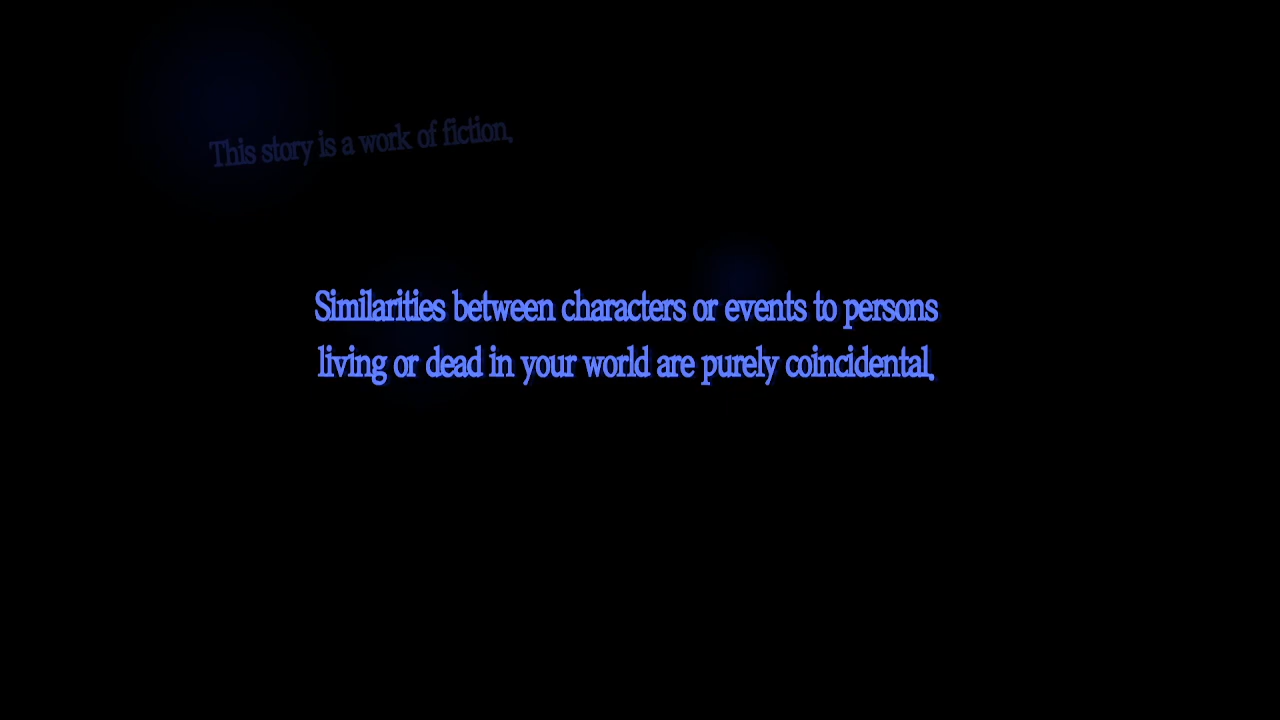 This story is a work of fiction.
Similarities between characters or events to persons
living or dead in your world are purely coincidental.